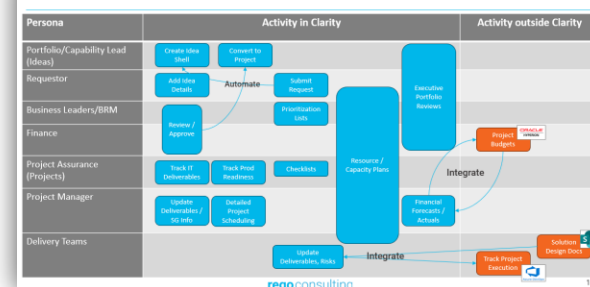 Persona
Activity in Clarity
Activity outside Clarity
Portfolio/Capability Lead
(Ideas)
Create Idea
Shell
Convert to
Project
Executive
Portfolio
Reviews
Requestor
Add Idea
Details
Automate
Submit
Request
Business Leaders/BRM
Review /
Approve
Prioritization
Lists
Finance
Project
Budgets
ORACLE
Project Assurance
(Projects)
Track IT
Deliverables
Track Prod
Readiness
Checklists
Resource /
Capacity Plans
Integrate
Project Manager
Update
Deliverables /
SG Info
Detailed
Project
Scheduling
Financial
Forecasts /
Actuals
Delivery Teams
Update
Deliverables, Risks
Integrate
Solution
Design Docs
Track Project
Execution
regoconsulting